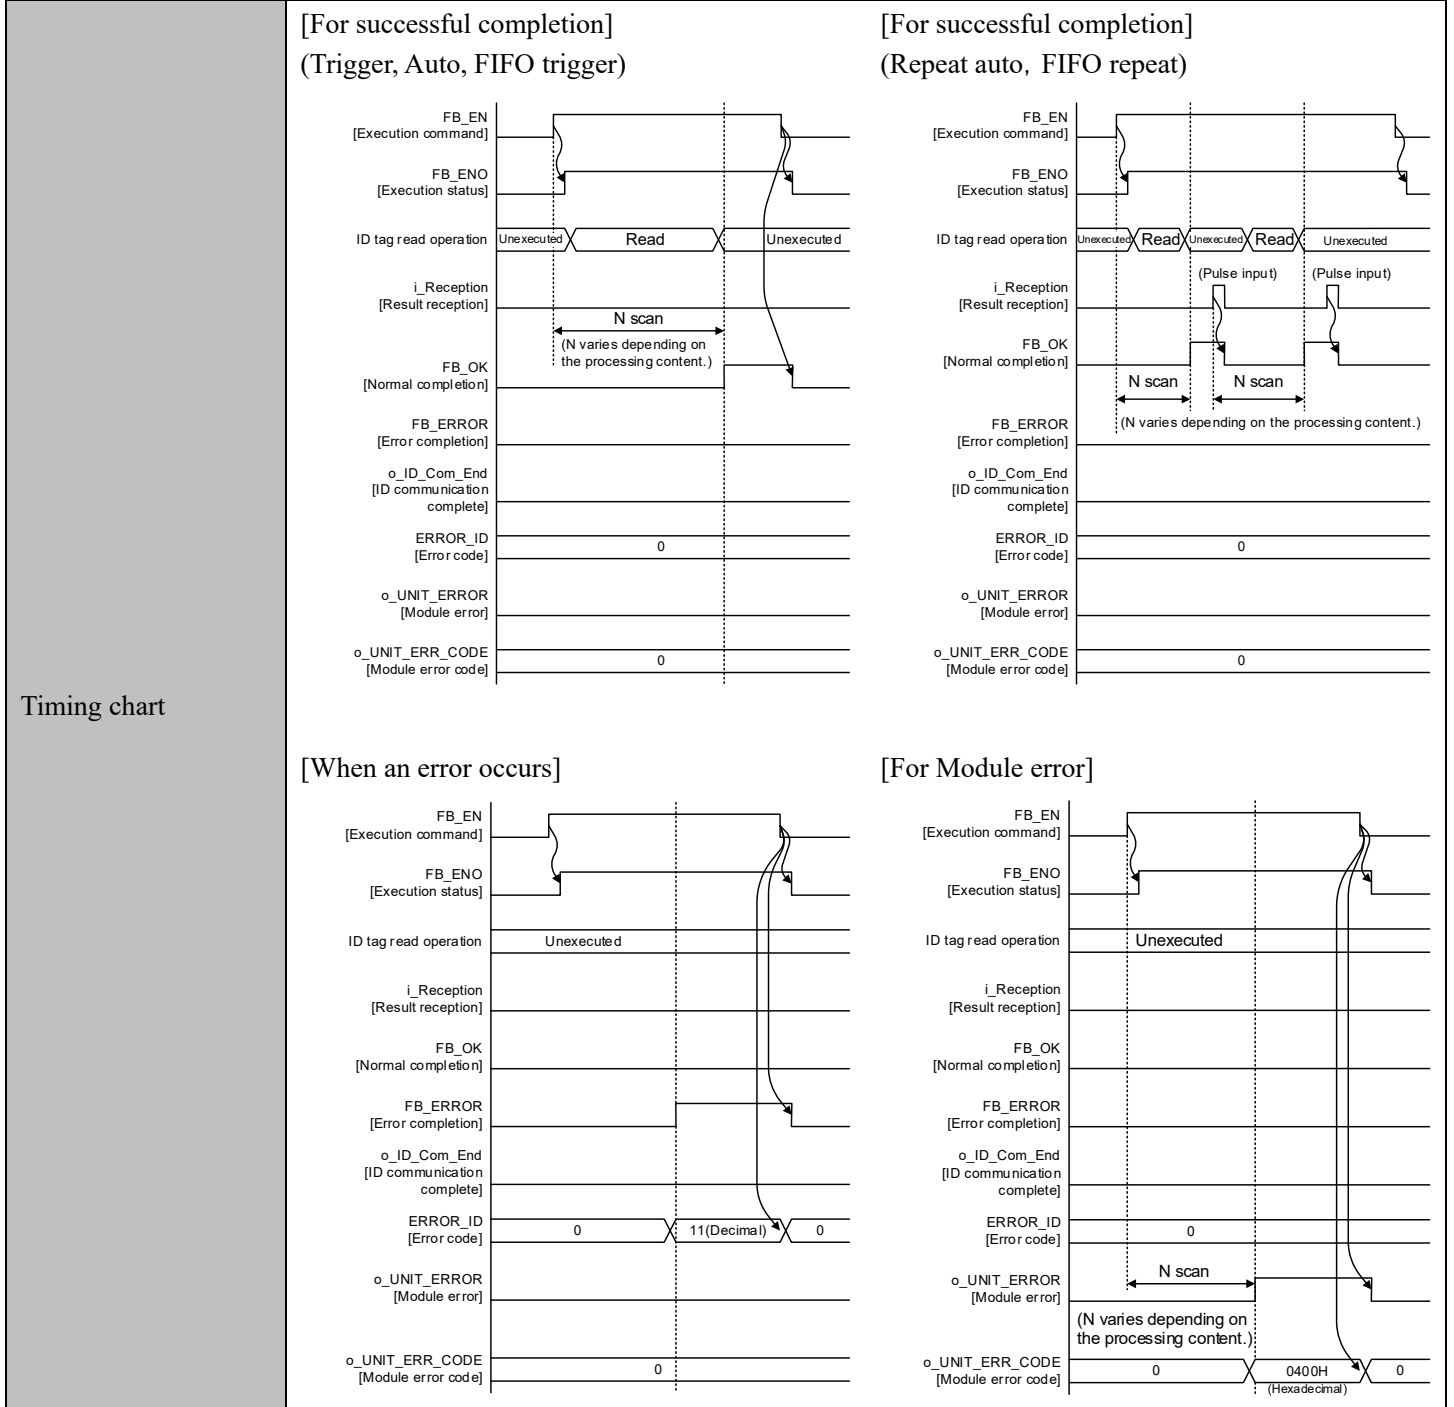 Timing chart
[For successful completion]
(Trigger, Auto, FIFO trigger)
FB_EN
[Execution command]
FB_ENO
[Execution status]
ID tag read operation
Unexecuted
Read
Unexecuted
i_Reception
[Result reception]
N scan
(N varies depending on
the processing content.)
FB_OK
[Normal completion]
FB_ERROR
[Error completion]
o_ID_Com_End
[ID communication
complete]
ERROR_ID
[Error code]
0
o_UNIT_ERROR
[Module error]
o_UNIT_ERR_CODE
[Module error code]
0
[For successful completion]
(Repeat auto, FIFO repeat)
FB_EN
[Execution command]
FB_ENO
[Execution status]
ID tag read operation
Unexecuted
Read
Unexecuted
Read
Unexecuted
(Pulse input)
(Pulse input)
i_Reception
[Result reception]
FB_OK
[Normal completion]
N scan
N scan
(N varies depending on the processing content.)
FB_ERROR
[Error completion]
o_ID_Com_End
[ID communication
complete]
ERROR_ID
[Error code]
0
o_UNIT_ERROR
[Module error]
o_UNIT_ERR_CODE
[Module error code]
0
[When an error occurs]
FB_EN
[Execution command]
FB_ENO
[Execution status]
ID tag read operation
Unexecuted
i_Reception
[Result reception]
FB_OK
[Normal completion]
FB_ERROR
[Error completion]
o_ID_Com_End
[ID communication
complete]
ERROR_ID
[Error code]
0
11(Decimal)
0
o_UNIT_ERROR
[Module error]
o_UNIT_ERR_CODE
[Module error code]
0
[For Module error]
FB_EN
[Execution command]
FB_ENO
[Execution status]
ID tag read operation
Unexecuted
i_Reception
[Result reception]
FB_OK
[Normal completion]
FB_ERROR
[Error completion]
o_ID_Com_End
[ID communication
complete]
ERROR_ID
[Error code]
0
N scan
o_UNIT_ERROR
[Module error]
(N varies depending on
the processing content.)
o_UNIT_ERR_CODE
[Module error code]
0
0400H
(Hexadecimal)
0